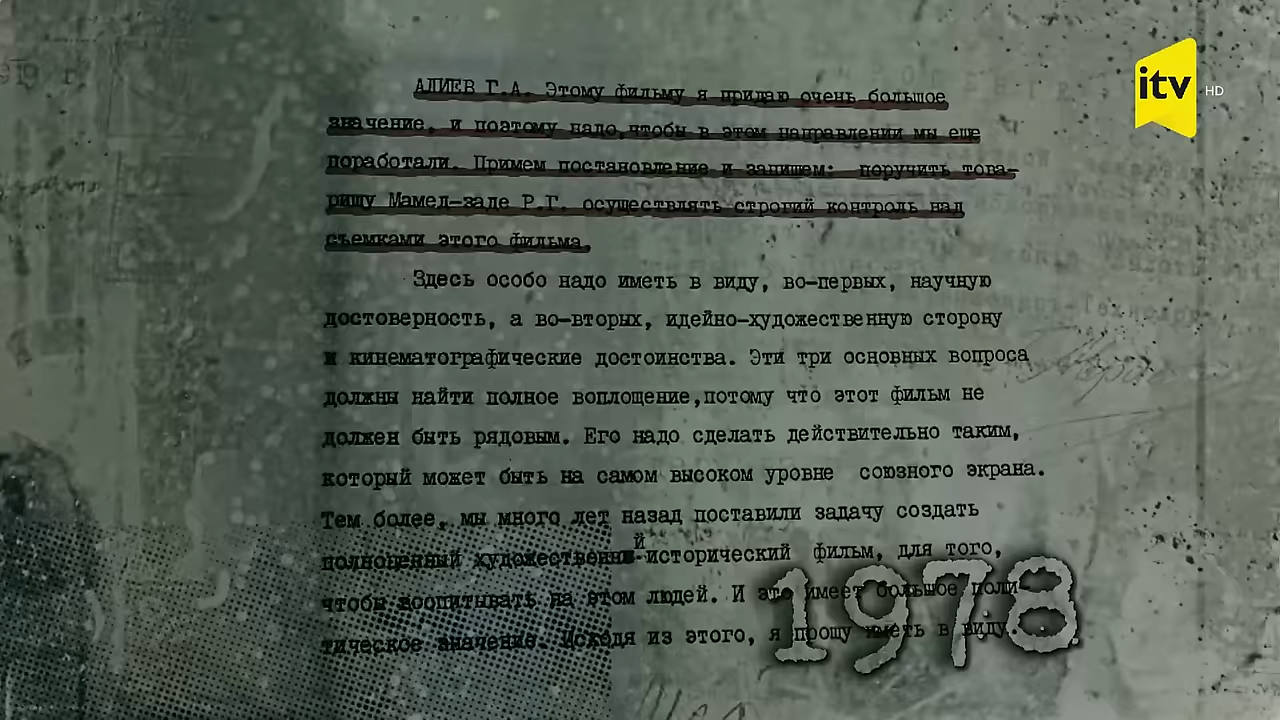 АЛИЕВ Г.А. Этому фильму я придаю очень большое
значение, и поэтому надо,чтобы в этом направлении мы еще
поработали. Примем постановление и запишем: поручить това-
рищу Мамед-заде Р.Г. осуществлять строгий контроль над
съемками этого фильма.
Здесь особо надо иметь в виду, во-первых, научную
достоверность, а во-вторых, идейно-художественную сторону
и кинематографические достоинства. Эти три основных вопроса
должны найти полное воплощение,потому что этот фильм не
должен быть рядовым. Его надо сделать действительно таким,
который может быть на самом высоком уровне союзного экрана.
Тем более, мы много лет назад поставили задачу создать
полноценный художественный-исторический фильм, для того,
чтобы воспитывать на этом людей. И это имеет большое поли-
тическое значение. Исходя из этого, я прошу иметь в виду.
1978
itv HD